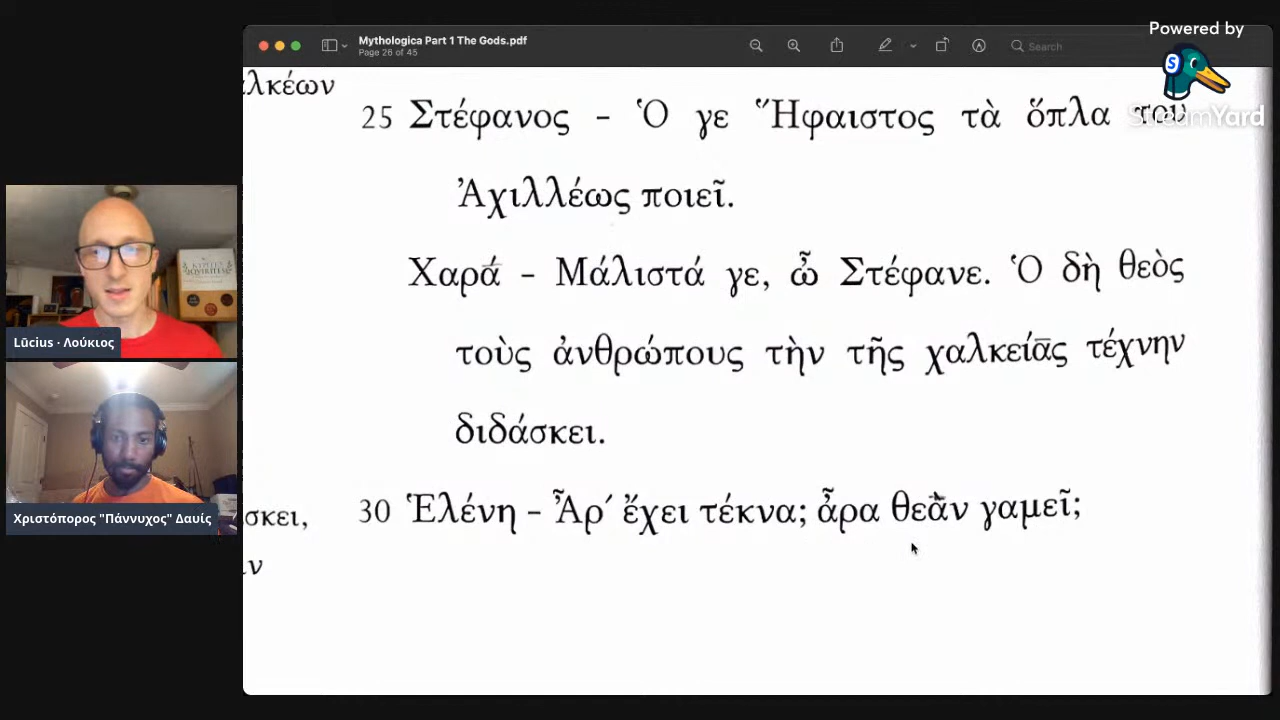 Powered by
StreamYard
Mythologica Part 1 The Gods.pdf
Page 26 of 45
Search
λκέων
25 Στέφανος – Ὁ γε Ἥφαιστος τὰ ὅπλα τοῦ
Ἀχιλλέως ποιεῖ.
Χαρᾱ́ – Μάλιστά γε, ὦ Στέφανε. Ὁ δὴ θεὸς
τοὺς ἀνθρώπους τὴν τῆς χαλκείᾱς τέχνην
διδάσκει.
30 Ἑλένη – Ἆρ΄ ἔχει τέκνα; ἆρα θεᾱ̀ν γαμεῖ;
σκει,
ν
Lūcius · Λούκιος
Χριστόπορος "Πάννυχος" Δαυίς